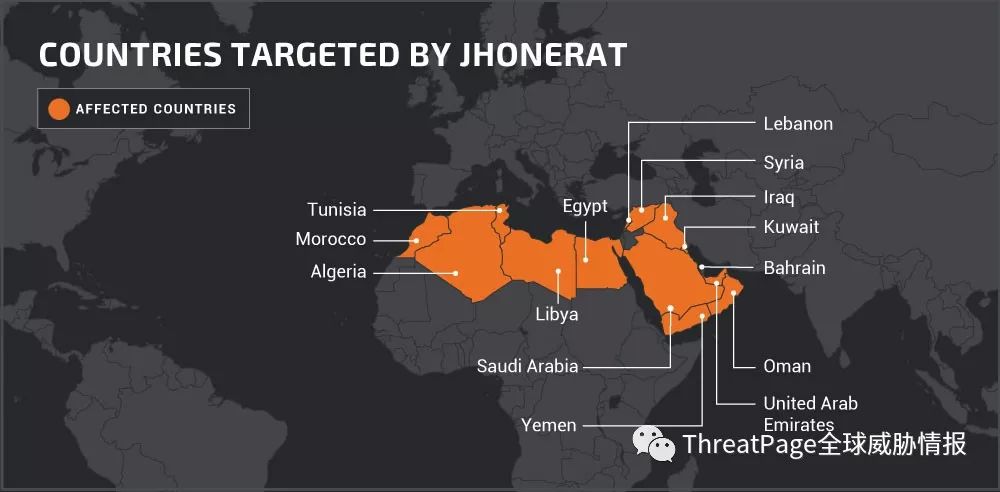 COUNTRIES TARGETED BY JHONERAT
AFFECTED COUNTRIES
Lebanon
Syria
Iraq
Kuwait
Bahrain
Tunisia
Morocco
Algeria
Egypt
Libya
Saudi Arabia
Yemen
Oman
United Arab
Emirates
ThreatPage全球威胁情报